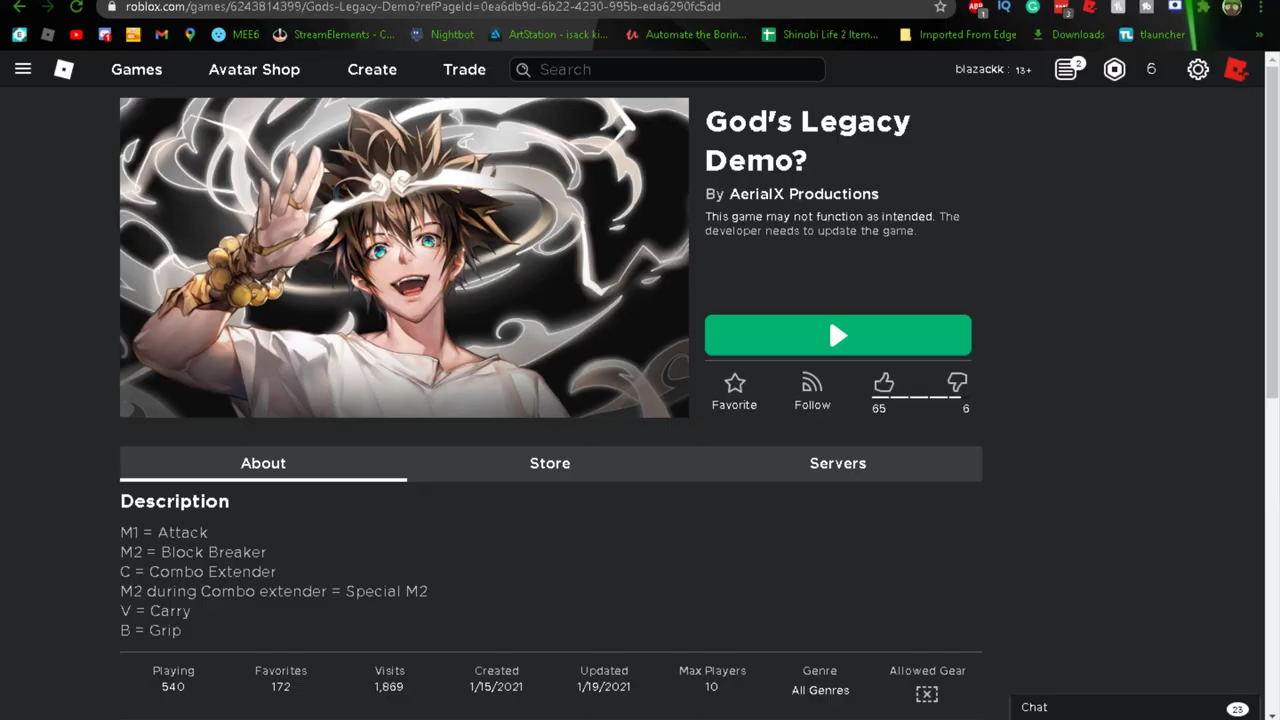 roblox.com/games/6243814399/Gods-Legacy-Demo?refPageId=0ea6db9d-6b22-4230-995b-eda6290fc5dd
MEE6 StreamElements - C... Nightbot ArtStation - isack ki... Automate the Borin... Shinobi Life 2 Item... Imported From Edge Downloads tlauncher »
Games Avatar Shop Create Trade Search blazackk : 13+ 2 6
God's Legacy
Demo?
By AerialX Productions
This game may not function as intended. The
developer needs to update the game.
Favorite Follow 65 6
About Store Servers
Description
M1 = Attack
M2 = Block Breaker
C = Combo Extender
M2 during Combo extender = Special M2
V = Carry
B = Grip
Playing Favorites Visits Created Updated Max Players Genre Allowed Gear
540 172 1,869 1/15/2021 1/19/2021 10 All Genres
Chat 23